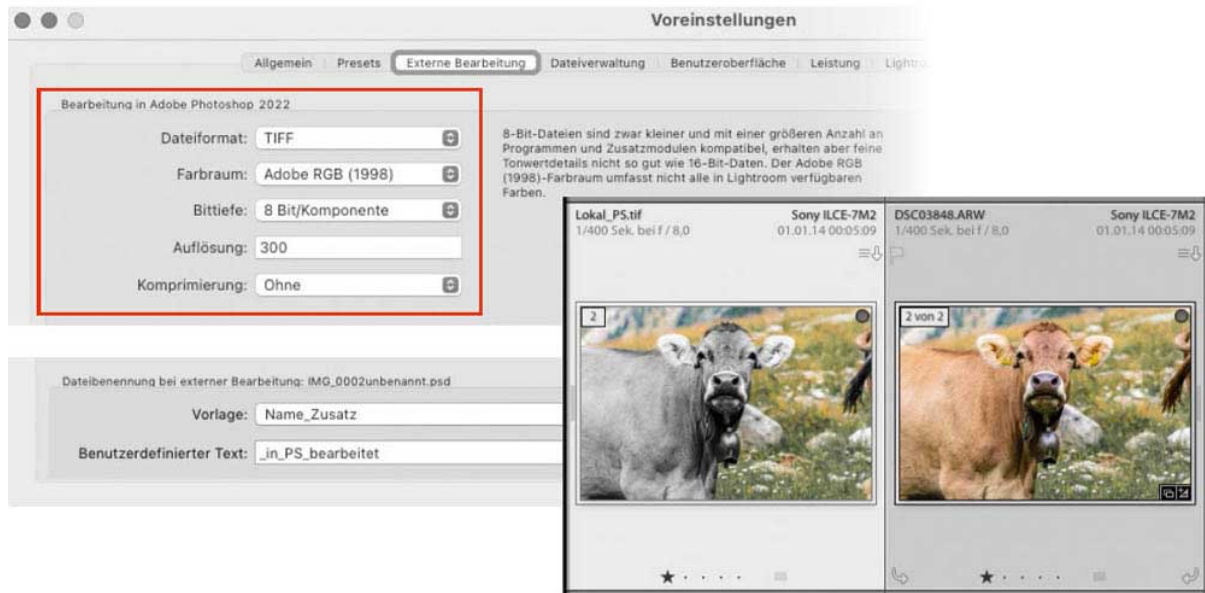 Voreinstellungen
Allgemein Presets Externe Bearbeitung Dateiverwaltung Benutzeroberfläche Leistung
Bearbeitung in Adobe Photoshop 2022
Dateiformat: TIFF
Farbraum: Adobe RGB (1998)
Bittiefe: 8 Bit/Komponente
Auflösung: 300
Komprimierung: Ohne
8-Bit-Dateien sind zwar kleiner und mit einer größeren Anzahl an
Programmen und Zusatzmodulen kompatibel, erhalten aber feine
Tonwertdetails nicht so gut wie 16-Bit-Daten. Der Adobe RGB
(1998)-Farbraum umfasst nicht alle in Lightroom verfügbaren
Farben.
Dateibenennung bei externer Bearbeitung: IMG_0002unbenannt.psd
Vorlage: Name_Zusatz
Benutzerdefinierter Text: _in_PS_bearbeitet
Lokal_PS.tif Sony ILCE-7M2
1/400 Sek. bei f / 8,0 01.01.14 00:05:09
2
DSC03848.ARW Sony ILCE-7M2
1/400 Sek. bei f / 8,0 01.01.14 00:05:09
2 von 2